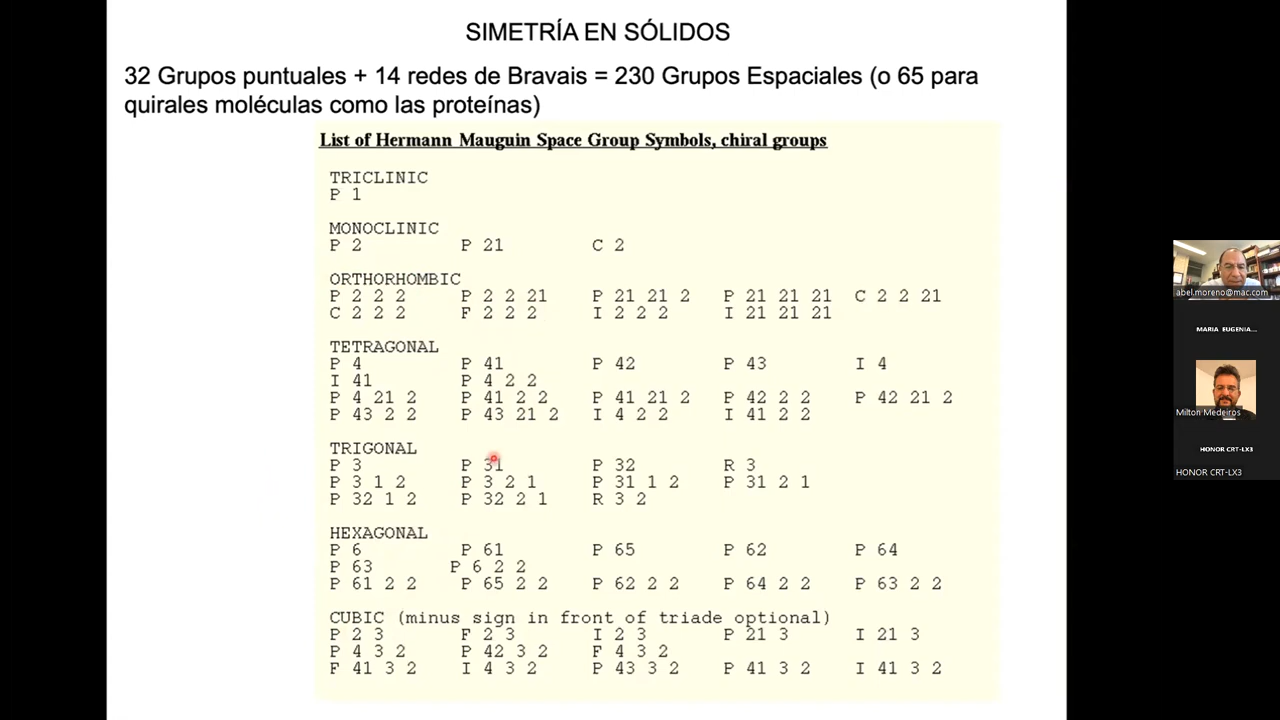 SIMETRÍA EN SÓLIDOS
32 Grupos puntuales + 14 redes de Bravais = 230 Grupos Espaciales (o 65 para
quirales moléculas como las proteínas)
List of Hermann Mauguin Space Group Symbols, chiral groups
TRICLINIC
P 1
MONOCLINIC
P 2 P 21 C 2
ORTHORHOMBIC
P 2 2 2 P 2 2 21 P 21 21 2 P 21 21 21 C 2 2 21
C 2 2 2 F 2 2 2 I 2 2 2 I 21 21 21
TETRAGONAL
P 4 P 41 P 42 P 43 I 4
I 41 P 4 2 2
P 4 21 2 P 41 2 2 P 41 21 2 P 42 2 2 P 42 21 2
P 43 2 2 P 43 21 2 I 4 2 2 I 41 2 2
TRIGONAL
P 3 P 31 P 32 R 3
P 3 1 2 P 3 2 1 P 31 1 2 P 31 2 1
P 32 1 2 P 32 2 1 R 3 2
HEXAGONAL
P 6 P 61 P 65 P 62 P 64
P 63 P 6 2 2
P 61 2 2 P 65 2 2 P 62 2 2 P 64 2 2 P 63 2 2
CUBIC (minus sign in front of triade optional)
P 2 3 F 2 3 I 2 3 P 21 3 I 21 3
P 4 3 2 P 42 3 2 F 4 3 2
F 41 3 2 I 4 3 2 P 43 3 2 P 41 3 2 I 41 3 2
abel.moreno@mac.com
MARIA EUGENIA...
Milton Medeiros
HONOR CRT-LX3
HONOR CRT-LX3